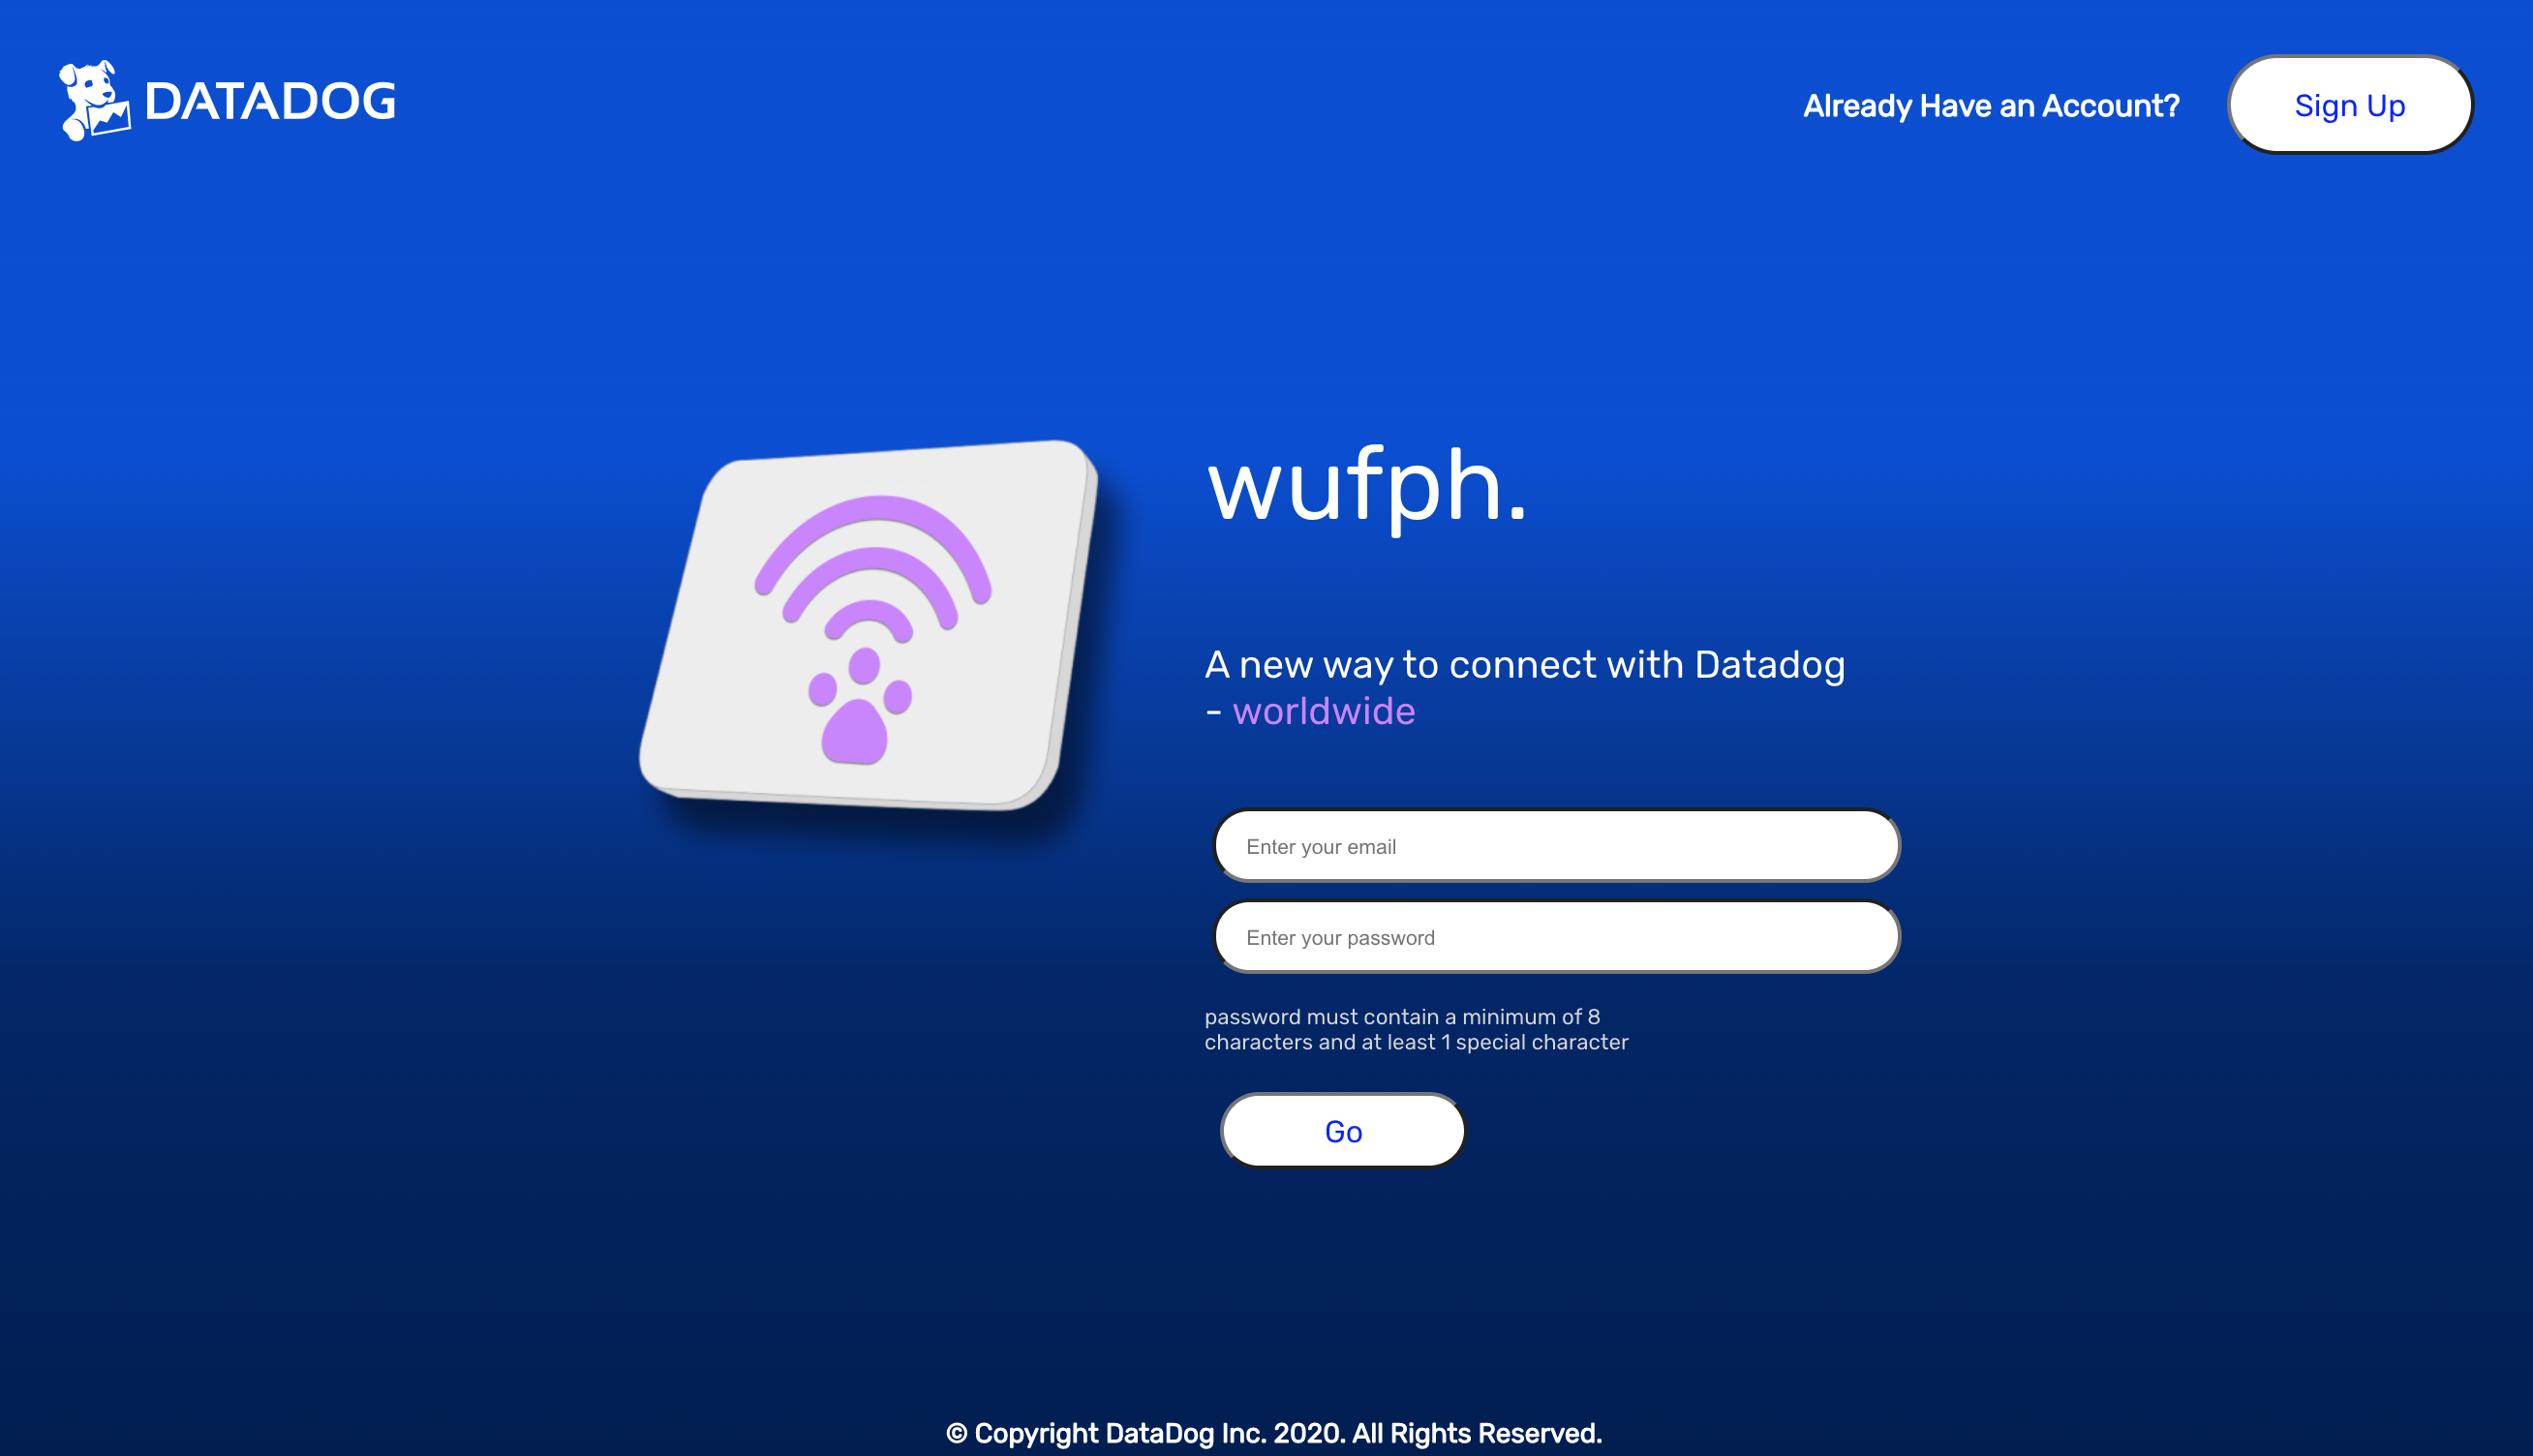 DATADOG
Already Have an Account?
Sign Up
wufph.
A new way to connect with Datadog
- worldwide
Enter your email
Enter your password
password must contain a minimum of 8
characters and at least 1 special character
Go
© Copyright DataDog Inc. 2020. All Rights Reserved.